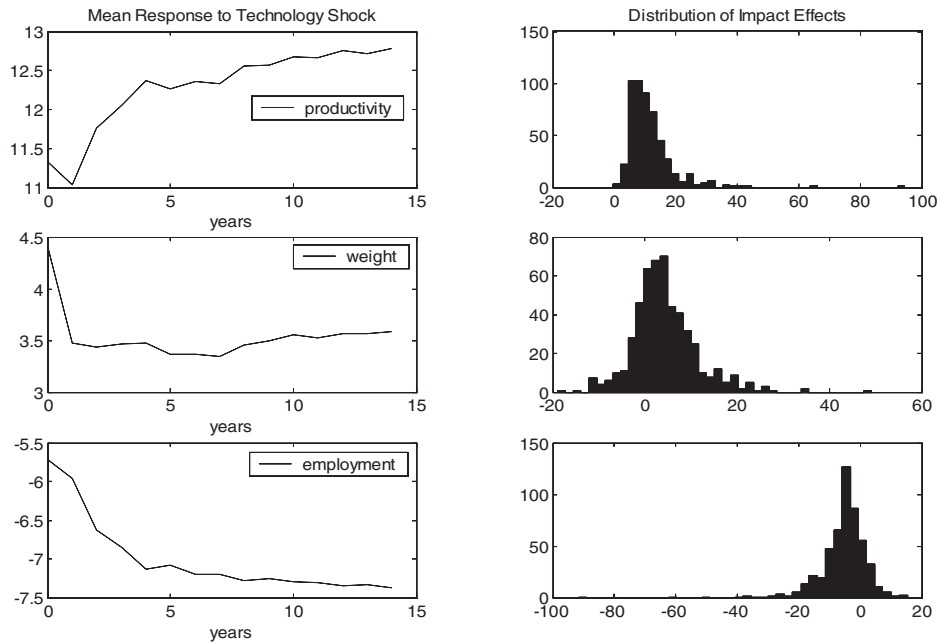 Mean Response to Technology Shock
13
12.5
12
11.5
11
productivity
0 5 10 15
years
Distribution of Impact Effects
150
100
50
0
-20 0 20 40 60 80 100
4.5
4
3.5
3
weight
0 5 10 15
years
80
60
40
20
0
-20 0 20 40 60
-5.5
-6
-6.5
-7
-7.5
employment
0 5 10 15
years
150
100
50
0
-100 -80 -60 -40 -20 0 20